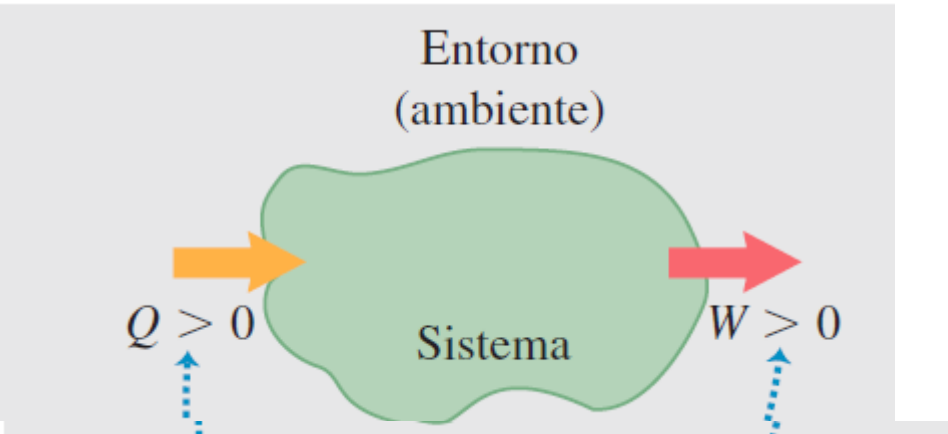 Entorno
(ambiente)
Q > 0
W > 0
Sistema